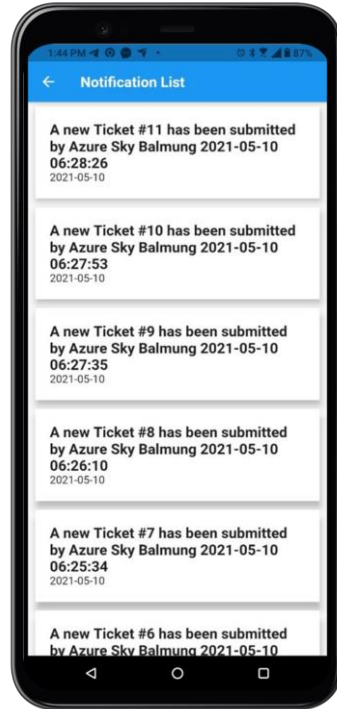 1:44 PM
87%
Notification List
A new Ticket #11 has been submitted
by Azure Sky Balmung 2021-05-10
06:28:26
2021-05-10
A new Ticket #10 has been submitted
by Azure Sky Balmung 2021-05-10
06:27:53
2021-05-10
A new Ticket #9 has been submitted
by Azure Sky Balmung 2021-05-10
06:27:35
2021-05-10
A new Ticket #8 has been submitted
by Azure Sky Balmung 2021-05-10
06:26:10
2021-05-10
A new Ticket #7 has been submitted
by Azure Sky Balmung 2021-05-10
06:25:34
2021-05-10
A new Ticket #6 has been submitted
by Azure Sky Balmung 2021-05-10